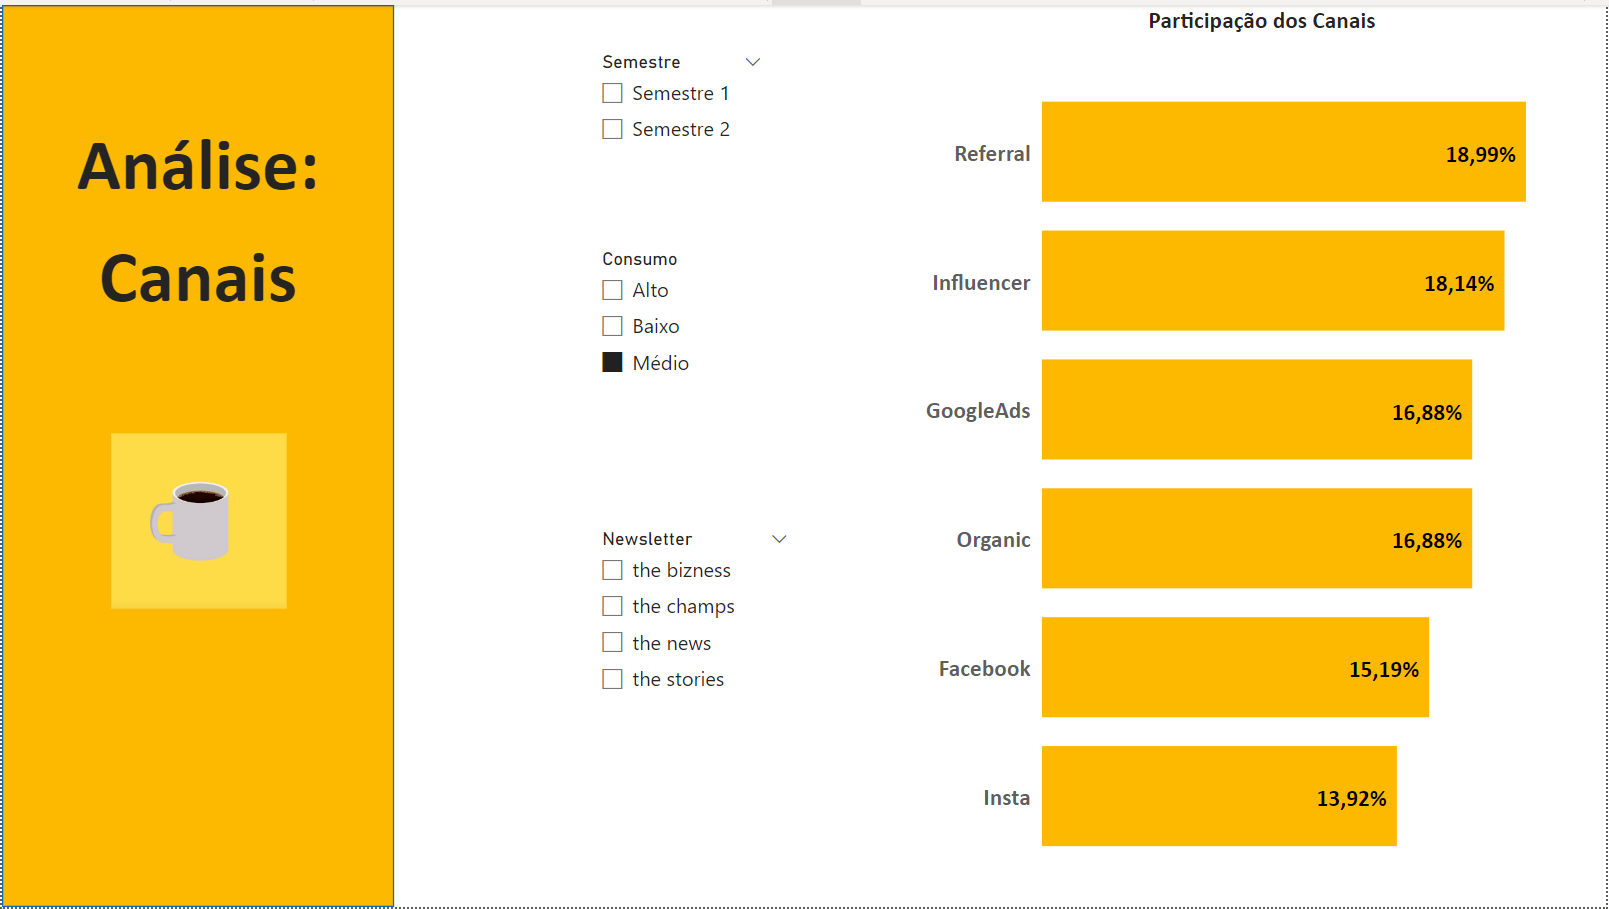 Análise:
Canais
Semestre
Semestre 1
Semestre 2
Consumo
Alto
Baixo
Médio
Newsletter
the bizness
the champs
the news
the stories
Participação dos Canais
Referral 18,99%
Influencer 18,14%
GoogleAds 16,88%
Organic 16,88%
Facebook 15,19%
Insta 13,92%